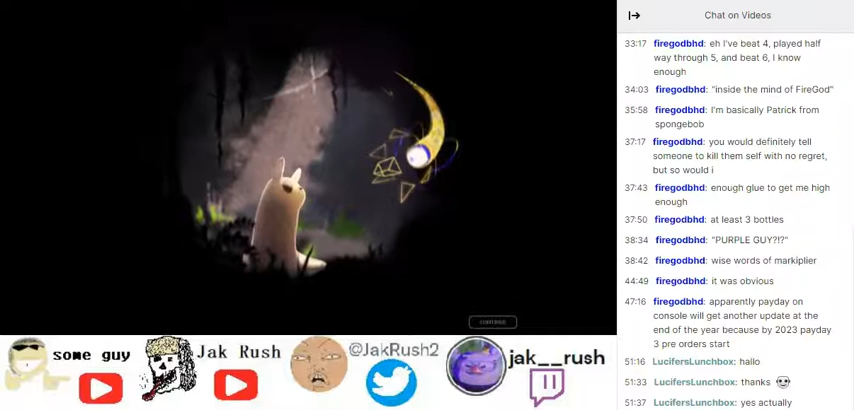 continue
some guy
Jak Rush
@JakRush2
jak__rush
Chat on Videos
33:17 firegodbhd: eh I've beat 4, played half
way through 5, and beat 6, I know
enough
34:03 firegodbhd: "inside the mind of FireGod"
35:58 firegodbhd: I'm basically Patrick from
spongebob
37:17 firegodbhd: you would definitely tell
someone to kill them self with no regret,
but so would i
37:43 firegodbhd: enough glue to get me high
enough
37:50 firegodbhd: at least 3 bottles
38:34 firegodbhd: "PURPLE GUY?!?"
38:42 firegodbhd: wise words of markiplier
44:49 firegodbhd: it was obvious
47:16 firegodbhd: apparently payday on
console will get another update at the
end of the year because by 2023 payday
3 pre orders start
51:16 LucifersLunchbox: hallo
51:33 LucifersLunchbox: thanks
51:37 LucifersLunchbox: yes actually